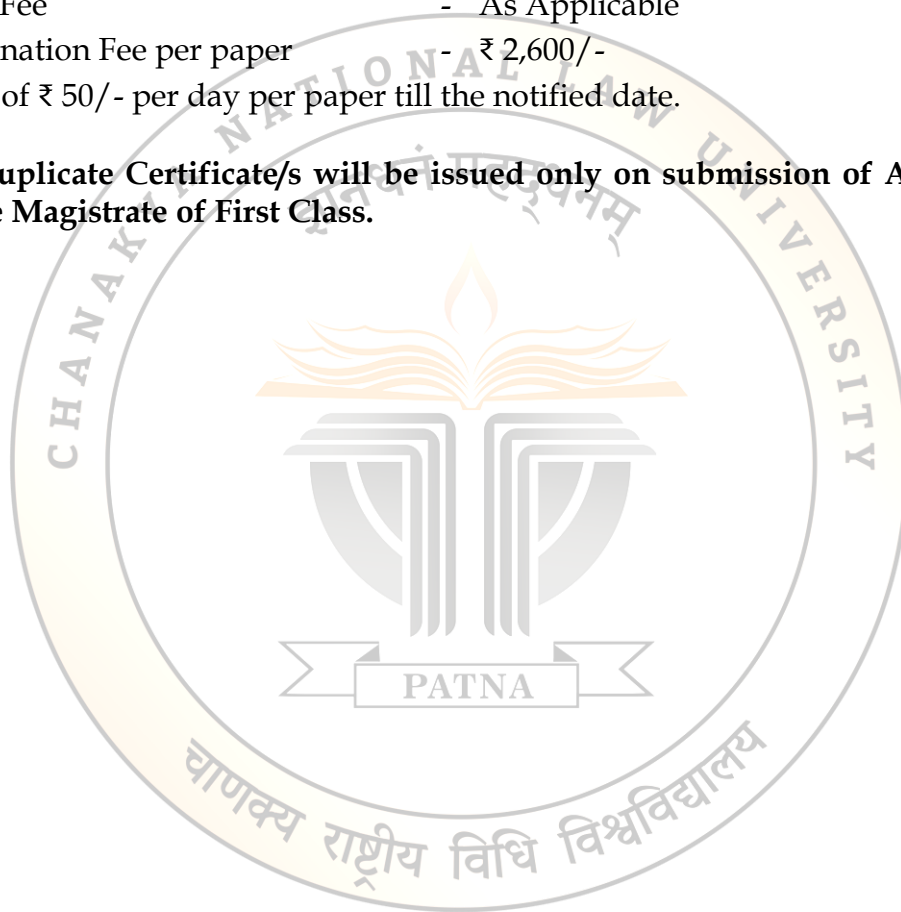 Fee - As Applicable
nation Fee per paper - ₹ 2,600/-
of ₹ 50/- per day per paper till the notified date.
uplicate Certificate/s will be issued only on submission of A
e Magistrate of First Class.
CHANAKYA NATIONAL LAW UNIVERSITY
PATNA
चाणक्य राष्ट्रीय विधि विश्वविद्यालय